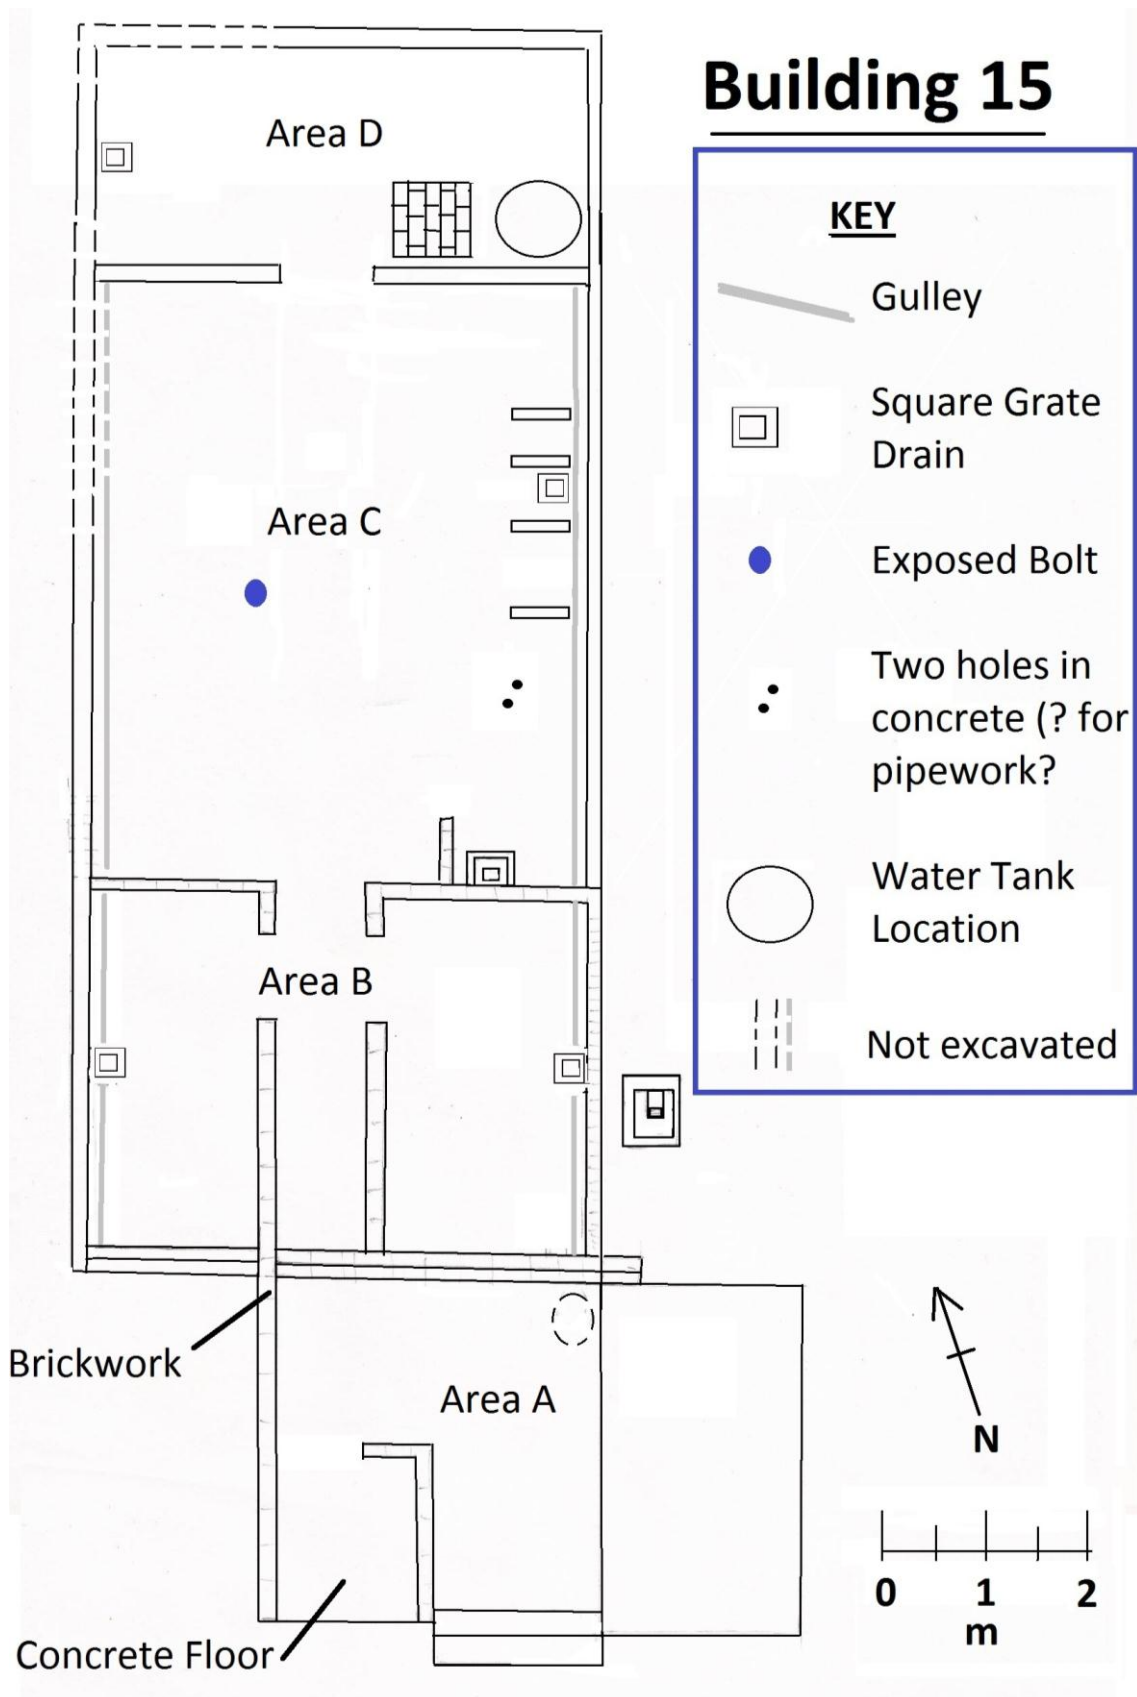 Building 15
KEY
Gulley
Square Grate
Drain
Exposed Bolt
Two holes in
concrete (? for
pipework?
Water Tank
Location
Not excavated
Area D
Area C
Area B
Brickwork
Area A
Concrete Floor
N
0 1 2
m